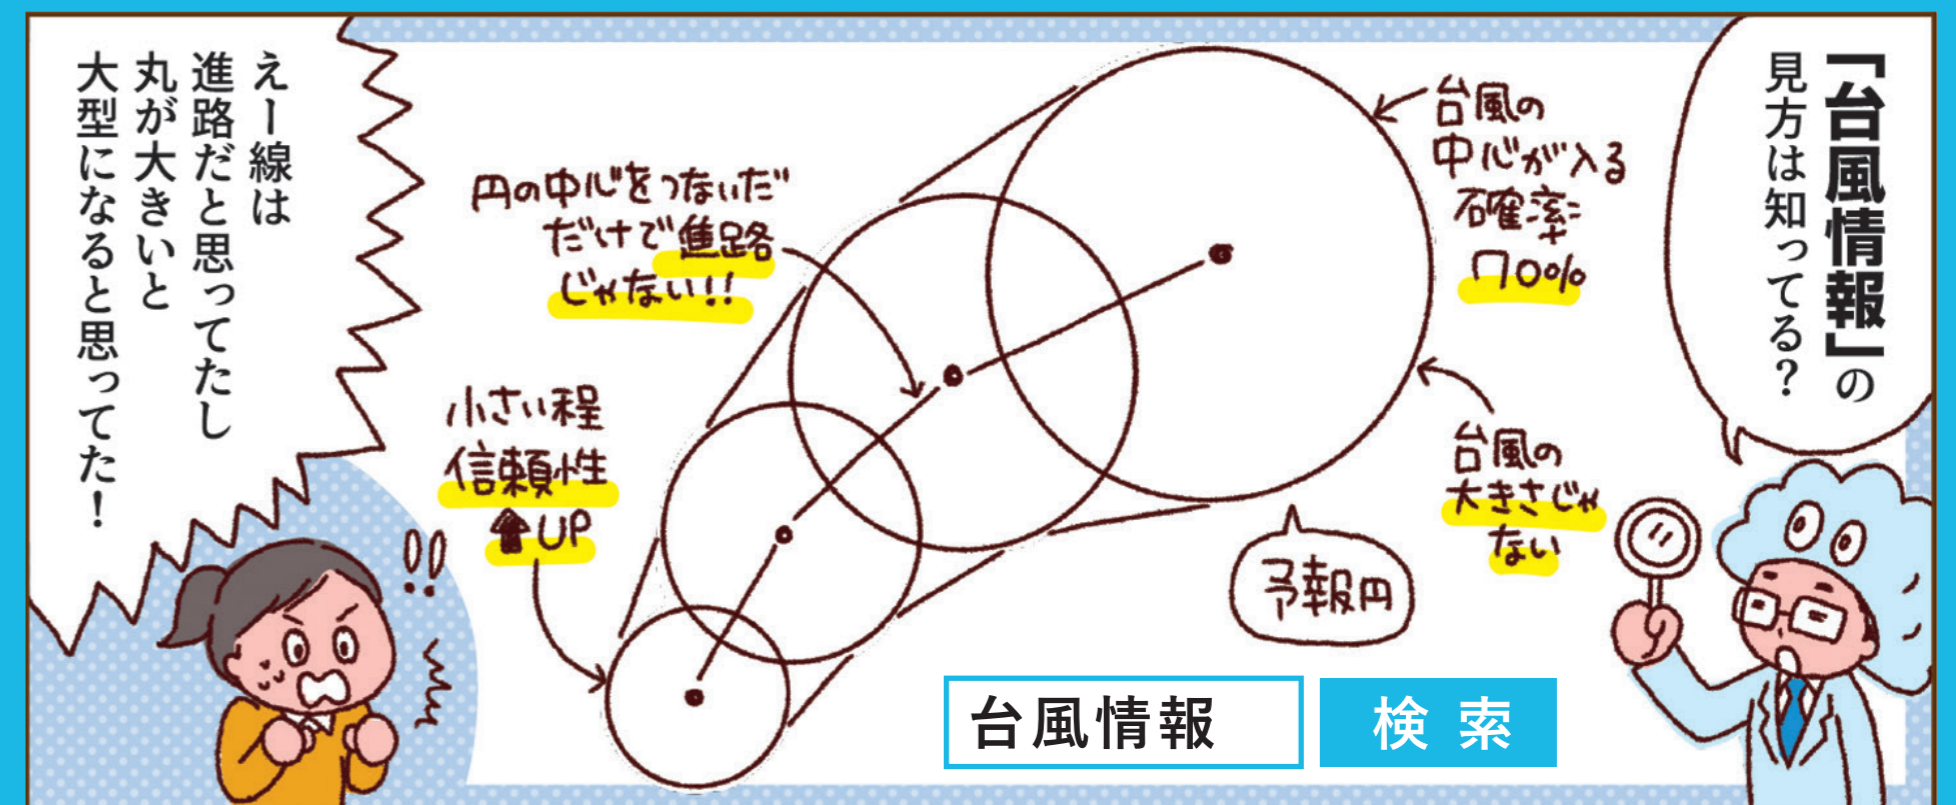 「台風情報」の
見方は知ってる？
台風の
中心が入る
確率
70%
台風の
大きさじゃ
ない
予報円
円の中心をつないだ
だけで進路
じゃない!!
小さい程
信頼性
⬆UP
えー線は
進路だと思ってたし
丸が大きいと
大型になると思ってた！
!!
台風情報
検索